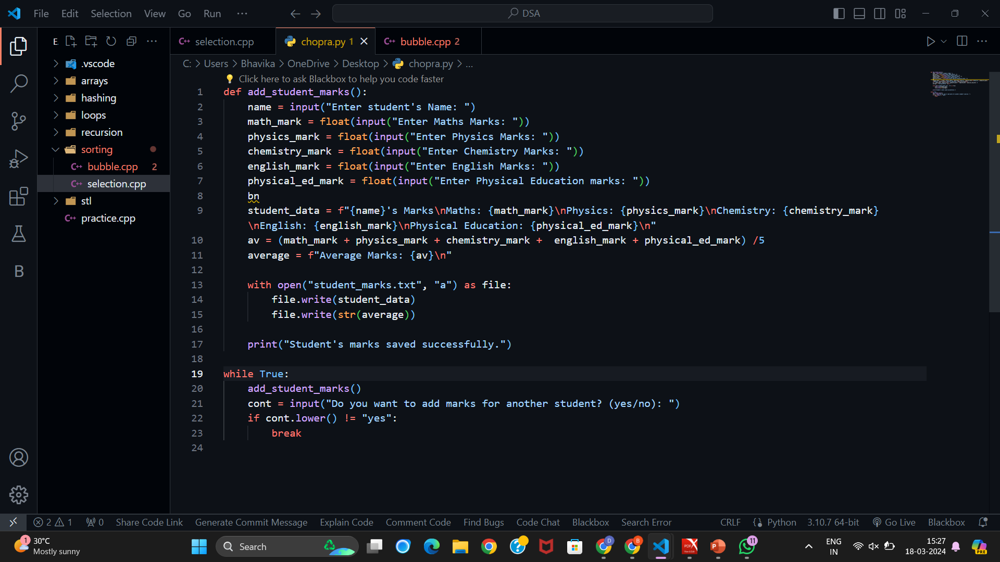 File Edit Selection View Go Run ··· DSA
E
.vscode
arrays
hashing
loops
recursion
sorting
C++ bubble.cpp 2
C++ selection.cpp
stl
C++ practice.cpp
C++ selection.cpp chopra.py 1 C++ bubble.cpp 2
C: > Users > Bhavika > OneDrive > Desktop > chopra.py > ...
Click here to ask Blackbox to help you code faster
1 def add_student_marks():
2 name = input("Enter student's Name: ")
3 math_mark = float(input("Enter Maths Marks: "))
4 physics_mark = float(input("Enter Physics Marks: "))
5 chemistry_mark = float(input("Enter Chemistry Marks: "))
6 english_mark = float(input("Enter English Marks: "))
7 physical_ed_mark = float(input("Enter Physical Education marks: "))
8 bn
9 student_data = f"{name}'s Marks\nMaths: {math_mark}\nPhysics: {physics_mark}\nChemistry: {chemistry_mark}
\nEnglish: {english_mark}\nPhysical Education: {physical_ed_mark}\n"
10 av = (math_mark + physics_mark + chemistry_mark +  english_mark + physical_ed_mark) /5
11 average = f"Average Marks: {av}\n"
12
13 with open("student_marks.txt", "a") as file:
14 file.write(student_data)
15 file.write(str(average))
16
17 print("Student's marks saved successfully.")
18
19 while True:
20 add_student_marks()
21 cont = input("Do you want to add marks for another student? (yes/no): ")
22 if cont.lower() != "yes":
23 break
24
B
2 1 0 Share Code Link Generate Commit Message Explain Code Comment Code Find Bugs Code Chat Blackbox Search Error CRLF {} Python 3.10.7 64-bit Go Live Blackbox
1 30°C
Mostly sunny
Search
D B PDF P 11
ENG
IN
15:27
18-03-2024
PRE